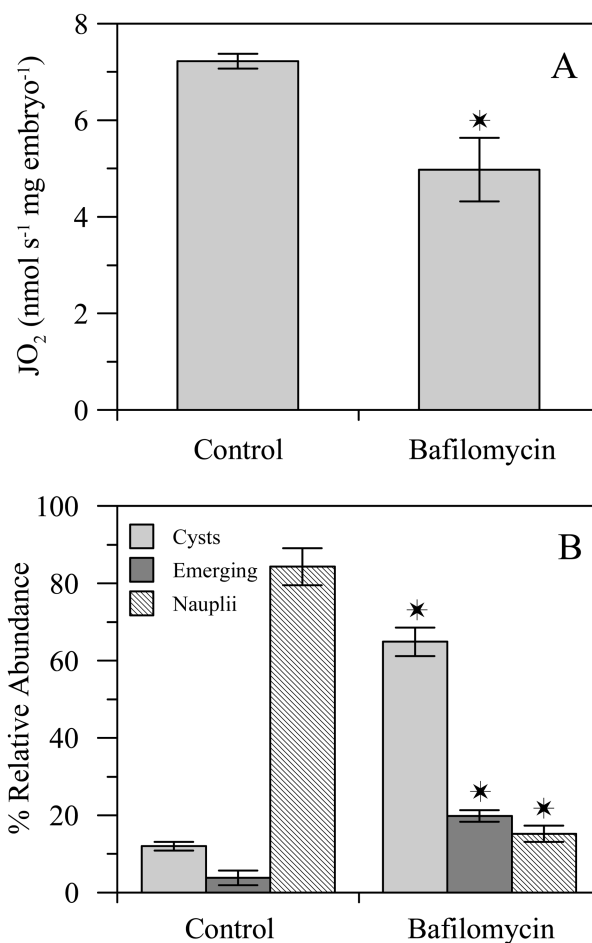 8
A
6
4
2
0
JO₂ (nmol s⁻¹ mg embryo⁻¹)
Control Bafilomycin
100
B
Cysts
Emerging
Nauplii
80
60
40
20
0
% Relative Abundance
Control Bafilomycin